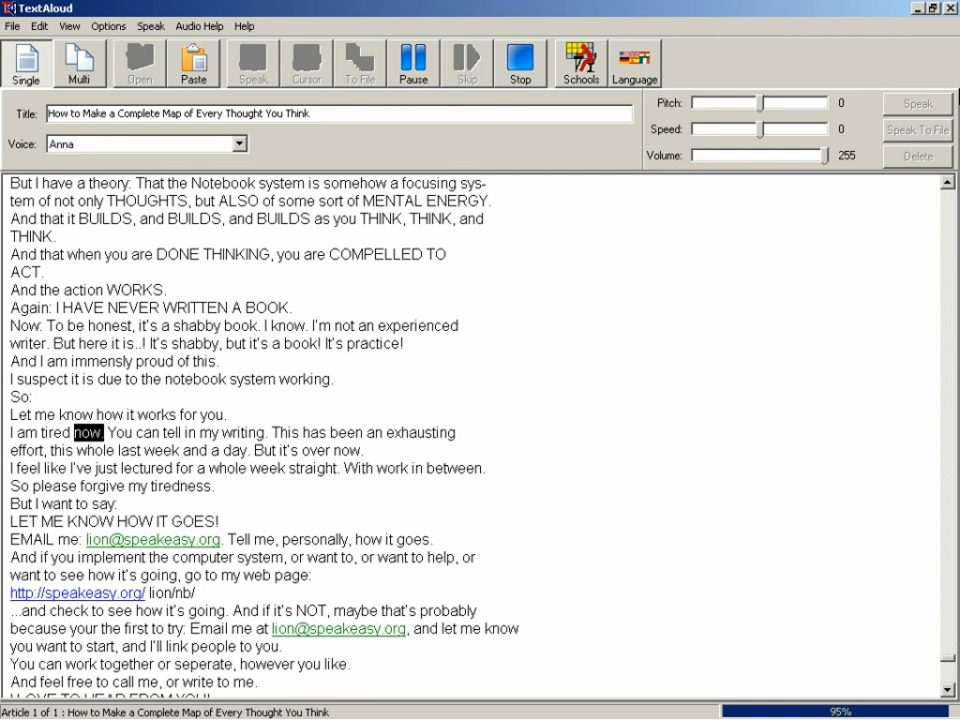 TextAloud
File Edit View Options Speak Audio Help Help
Single Multi Open Paste Speak Cursor To File Pause Skip Stop Schools Language
Title: How to Make a Complete Map of Every Thought You Think
Voice: Anna
Pitch: 0 Speak
Speed: 0 Speak To File
Volume: 255 Delete
But I have a theory: That the Notebook system is somehow a focusing sys-
tem of not only THOUGHTS, but ALSO of some sort of MENTAL ENERGY.
And that it BUILDS, and BUILDS, and BUILDS as you THINK, THINK, and
THINK.
And that when you are DONE THINKING, you are COMPELLED TO
ACT.
And the action WORKS.
Again: I HAVE NEVER WRITTEN A BOOK.
Now: To be honest, it's a shabby book. I know. I'm not an experienced
writer. But here it is..! It's shabby, but it's a book! It's practice!
And I am immensly proud of this.
I suspect it is due to the notebook system working.
So:
Let me know how it works for you.
I am tired now. You can tell in my writing. This has been an exhausting
effort, this whole last week and a day. But it's over now.
I feel like I've just lectured for a whole week straight. With work in between.
So please forgive my tiredness.
But I want to say:
LET ME KNOW HOW IT GOES!
EMAIL me: lion@speakeasy.org. Tell me, personally, how it goes.
And if you implement the computer system, or want to, or want to help, or
want to see how it's going, go to my web page:
http://speakeasy.org/ lion/nb/
...and check to see how it's going. And if it's NOT, maybe that's probably
because your the first to try: Email me at lion@speakeasy.org, and let me know
you want to start, and I'll link people to you.
You can work together or seperate, however you like.
And feel free to call me, or write to me.
I LOVE TO HEAR FROM YOU!
Article 1 of 1 : How to Make a Complete Map of Every Thought You Think 95%